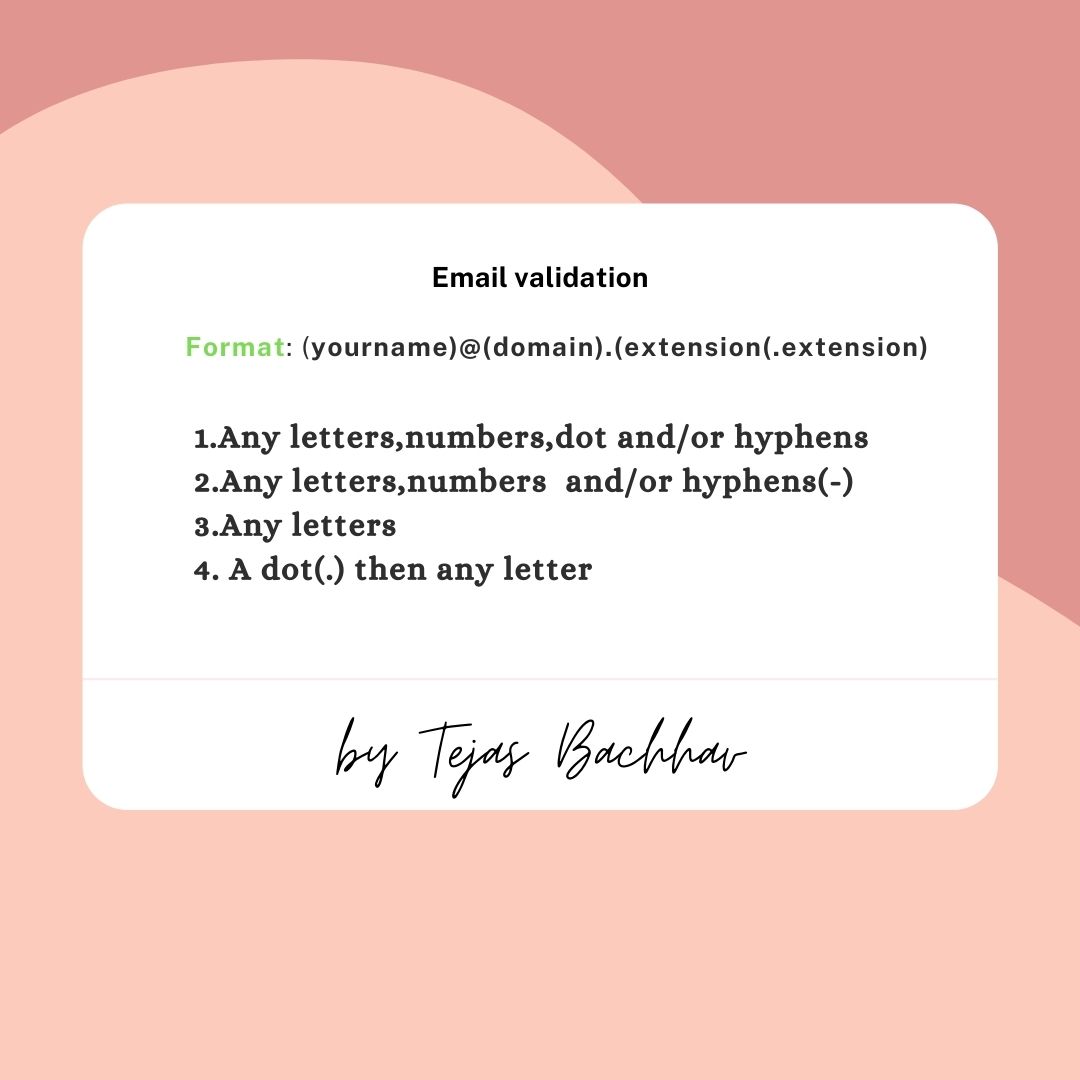 Email validation
Format: (yourname)@(domain).(extension(.extension)
1.Any letters,numbers,dot and/or hyphens
2.Any letters,numbers  and/or hyphens(-)
3.Any letters
4. A dot(.) then any letter
by Tejas Bachhav